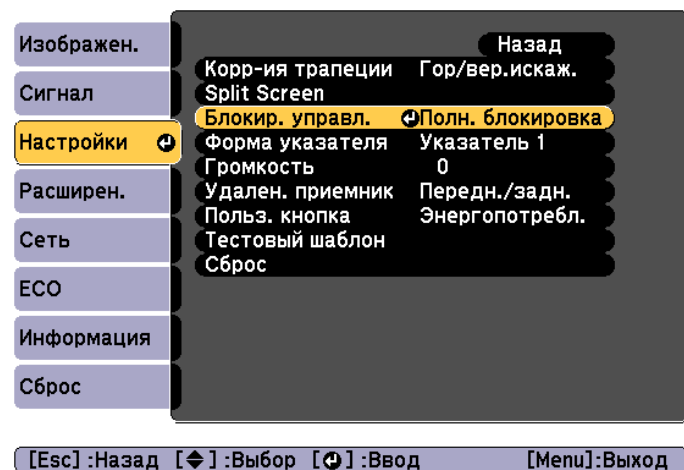 Изображен.
Сигнал
Настройки
Расширен.
Сеть
ECO
Информация
Сброс
Назад
Корр-ия трапеции Гор/вер.искаж.
Split Screen
Блокир. управл. Полн. блокировка
Форма указателя Указатель 1
Громкость 0
Удален. приемник Передн./задн.
Польз. кнопка Энергопотребл.
Тестовый шаблон
Сброс
[Esc] :Назад [◆] :Выбор [⏎] :Ввод [Menu]:Выход